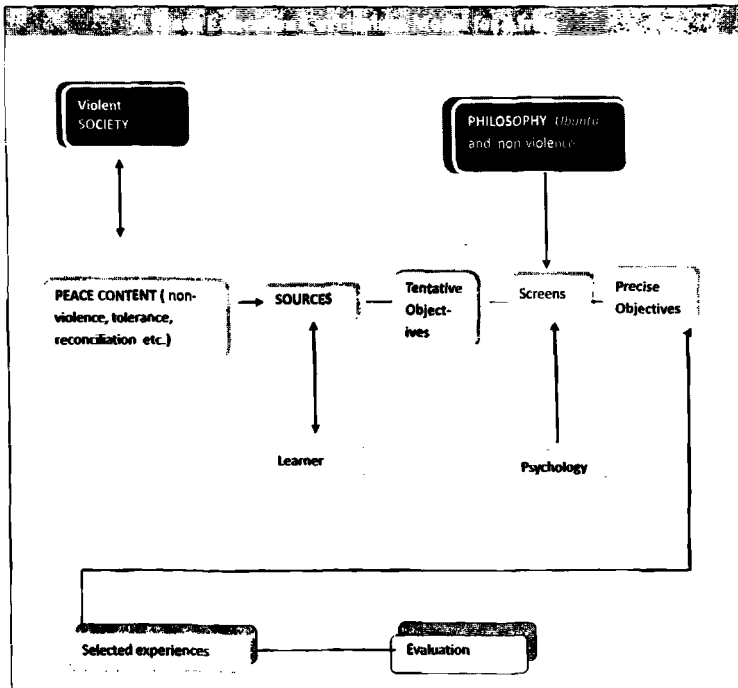 Violent
SOCIETY
PHILOSOPHY Ubuntu
and non violence
PEACE CONTENT ( non-
violence, tolerance,
reconciliation etc.)
SOURCES
Tentative
Object-
ives
Screens
Precise
Objectives
Learner
Psychology
Selected experiences
Evaluation